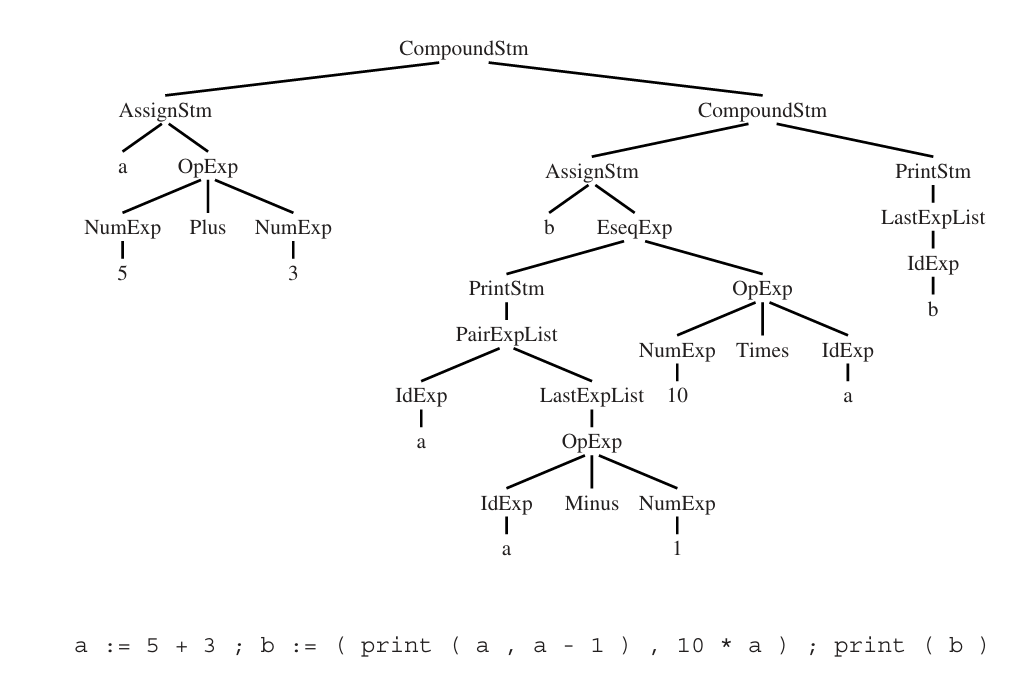 CompoundStm
AssignStm CompoundStm
a OpExp AssignStm PrintStm
NumExp Plus NumExp b EseqExp LastExpList
5 3 PrintStm OpExp IdExp
PairExpList NumExp Times IdExp b
IdExp LastExpList 10 a
a OpExp
IdExp Minus NumExp
a 1
a := 5 + 3 ; b := ( print ( a , a - 1 ) , 10 * a ) ; print ( b )